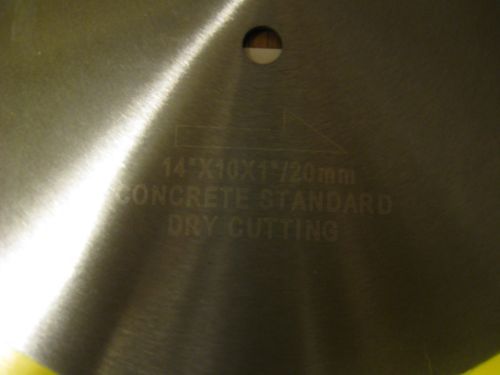 14"X10X1"/20mm
CONCRETE STANDARD
DRY CUTTING